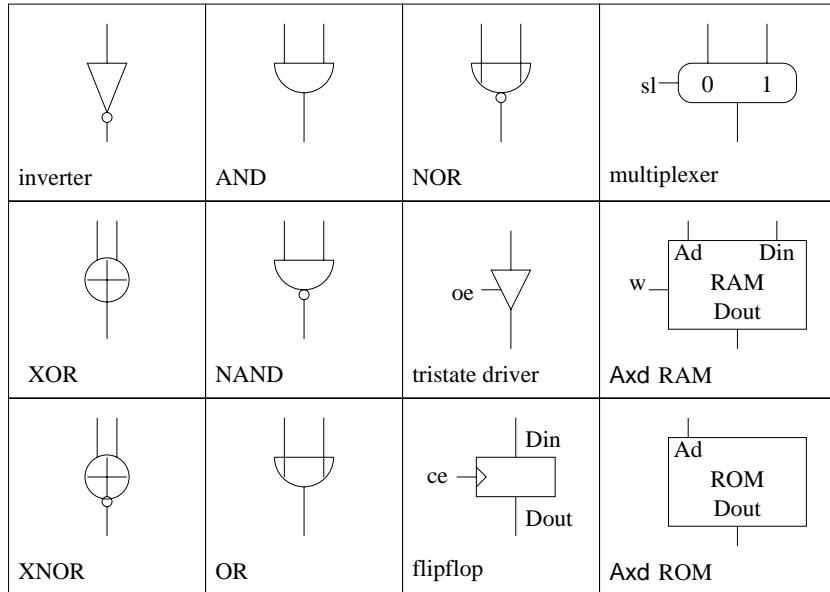 sl
0 1
inverter
AND
NOR
multiplexer
oe
Ad Din
w
RAM
Dout
XOR
NAND
tristate driver
Axd RAM
ce
Din
Dout
Ad
ROM
Dout
XNOR
OR
flipflop
Axd ROM